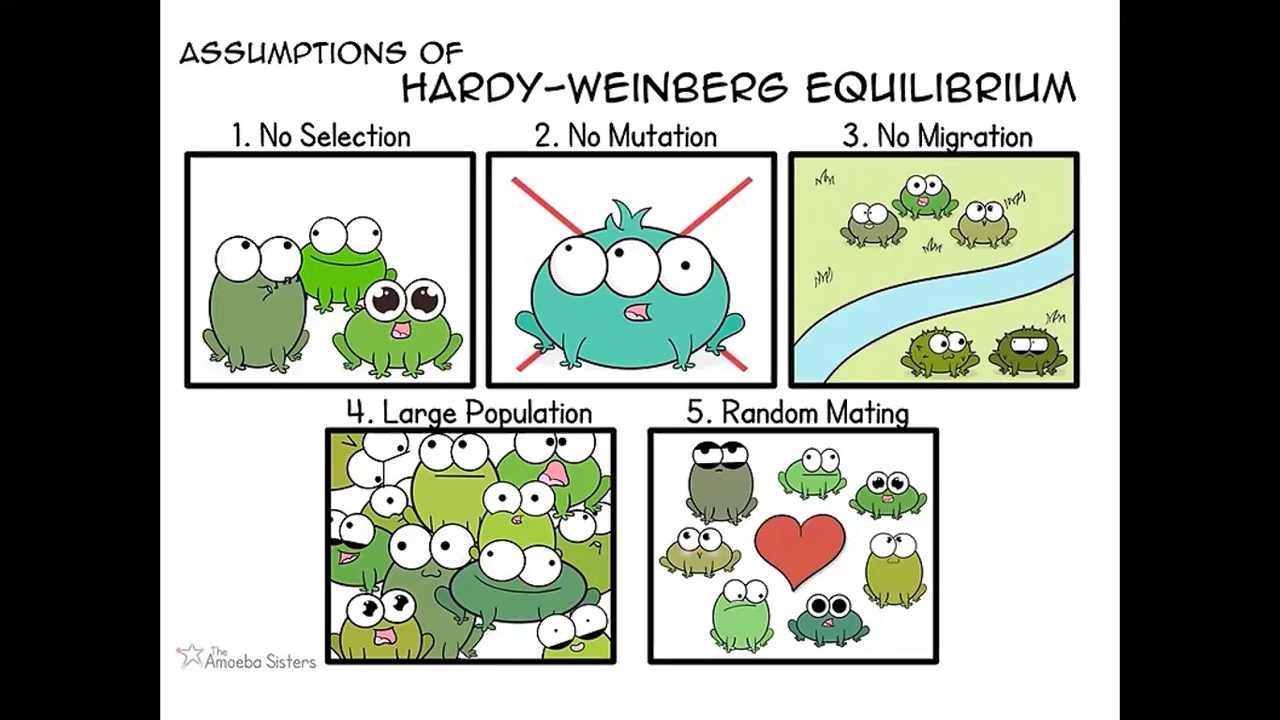 ASSUMPTIONS OF
HARDY-WEINBERG EQUILIBRIUM
1. No Selection
2. No Mutation
3. No Migration
4. Large Population
5. Random Mating
The
Amoeba Sisters